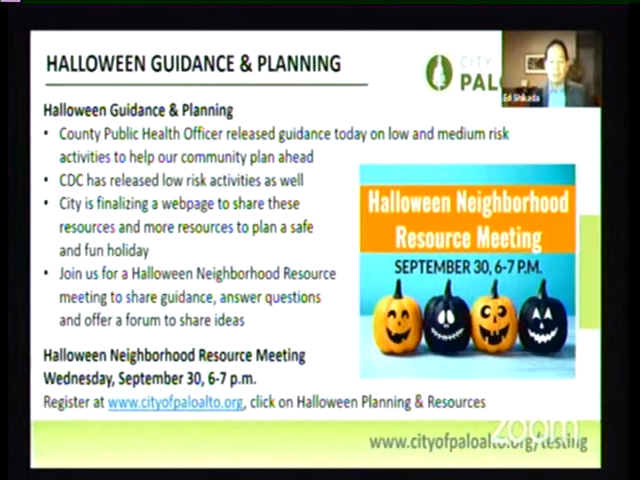 HALLOWEEN GUIDANCE & PLANNING
CITY
PALO
Ed Shikada
Halloween Guidance & Planning
• County Public Health Officer released guidance today on low and medium risk
activities to help our community plan ahead
• CDC has released low risk activities as well
• City is finalizing a webpage to share these
resources and more resources to plan a safe
and fun holiday
• Join us for a Halloween Neighborhood Resource
meeting to share guidance, answer questions
and offer a forum to share ideas
Halloween Neighborhood
Resource Meeting
SEPTEMBER 30, 6-7 P.M.
Halloween Neighborhood Resource Meeting
Wednesday, September 30, 6-7 p.m.
Register at www.cityofpaloalto.org, click on Halloween Planning & Resources
www.cityofpaloalto.org/testing
zoom